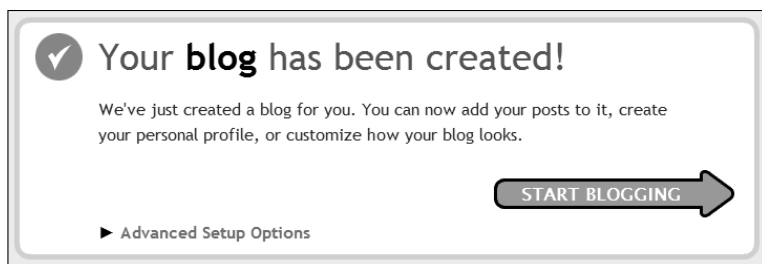 Your blog has been created!
We've just created a blog for you. You can now add your posts to it, create
your personal profile, or customize how your blog looks.
START BLOGGING
► Advanced Setup Options